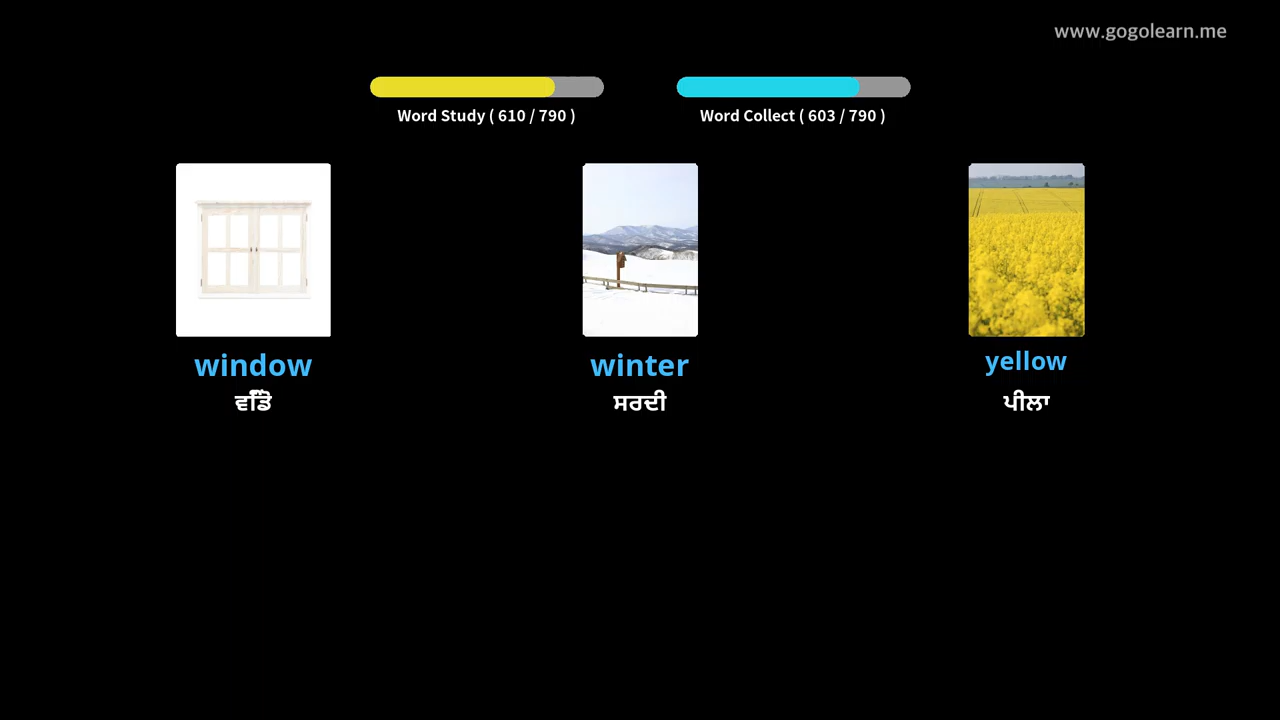 www.gogolearn.me
Word Study ( 610 / 790 )
Word Collect ( 603 / 790 )
window
winter
yellow
ਸਰਦੀ
ਪੀਲਾ